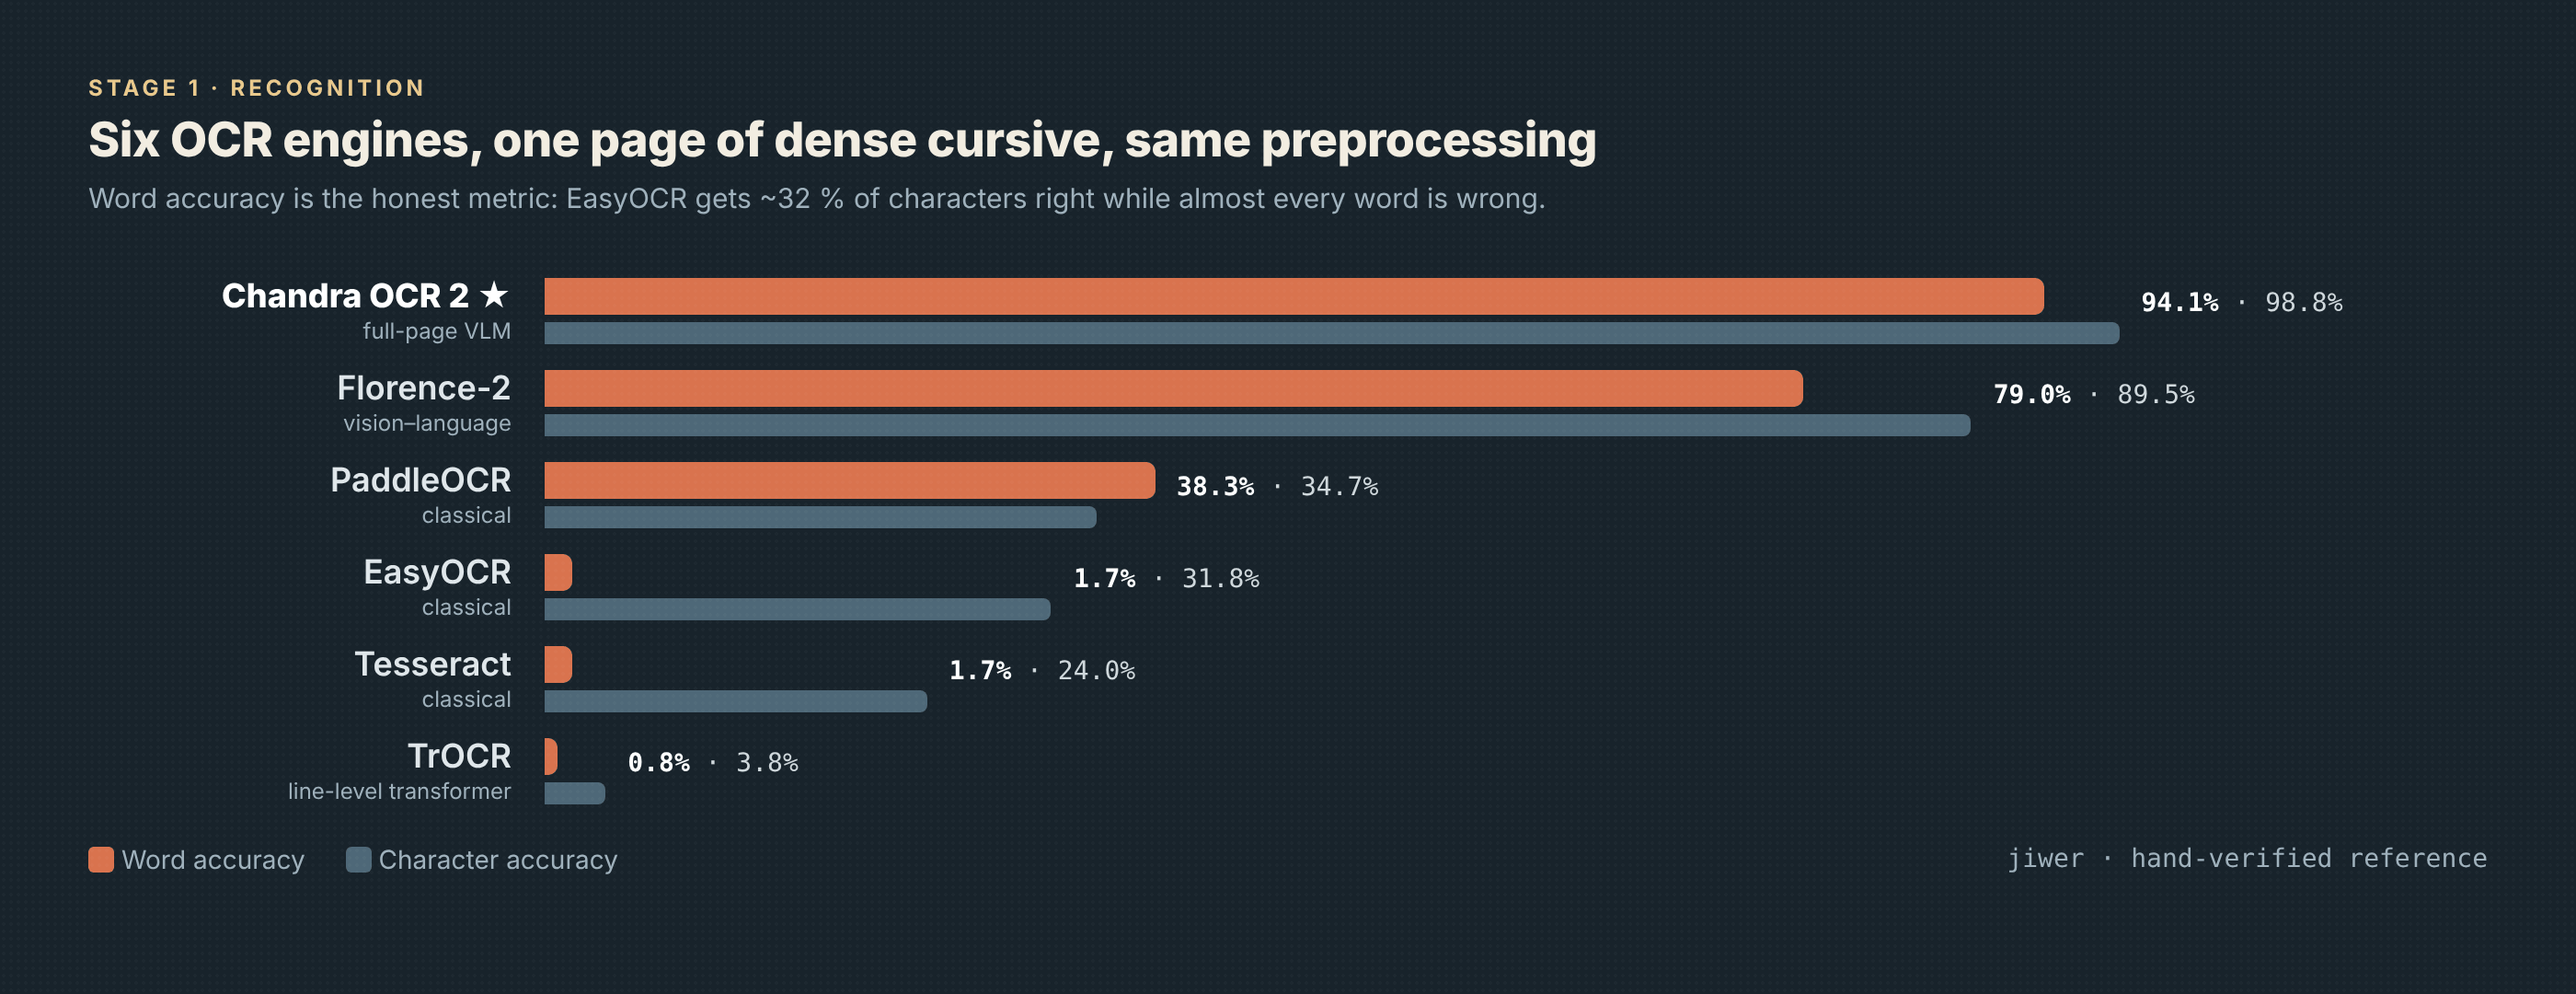 STAGE 1 · RECOGNITION
Six OCR engines, one page of dense cursive, same preprocessing
Word accuracy is the honest metric: EasyOCR gets ~32 % of characters right while almost every word is wrong.
Chandra OCR 2 ★
94.1% · 98.8%
full-page VLM
Florence-2
79.0% · 89.5%
vision–language
PaddleOCR
38.3% · 34.7%
classical
EasyOCR
1.7% · 31.8%
classical
Tesseract
1.7% · 24.0%
classical
TrOCR
0.8% · 3.8%
line-level transformer
Word accuracy
Character accuracy
jiwer · hand-verified reference